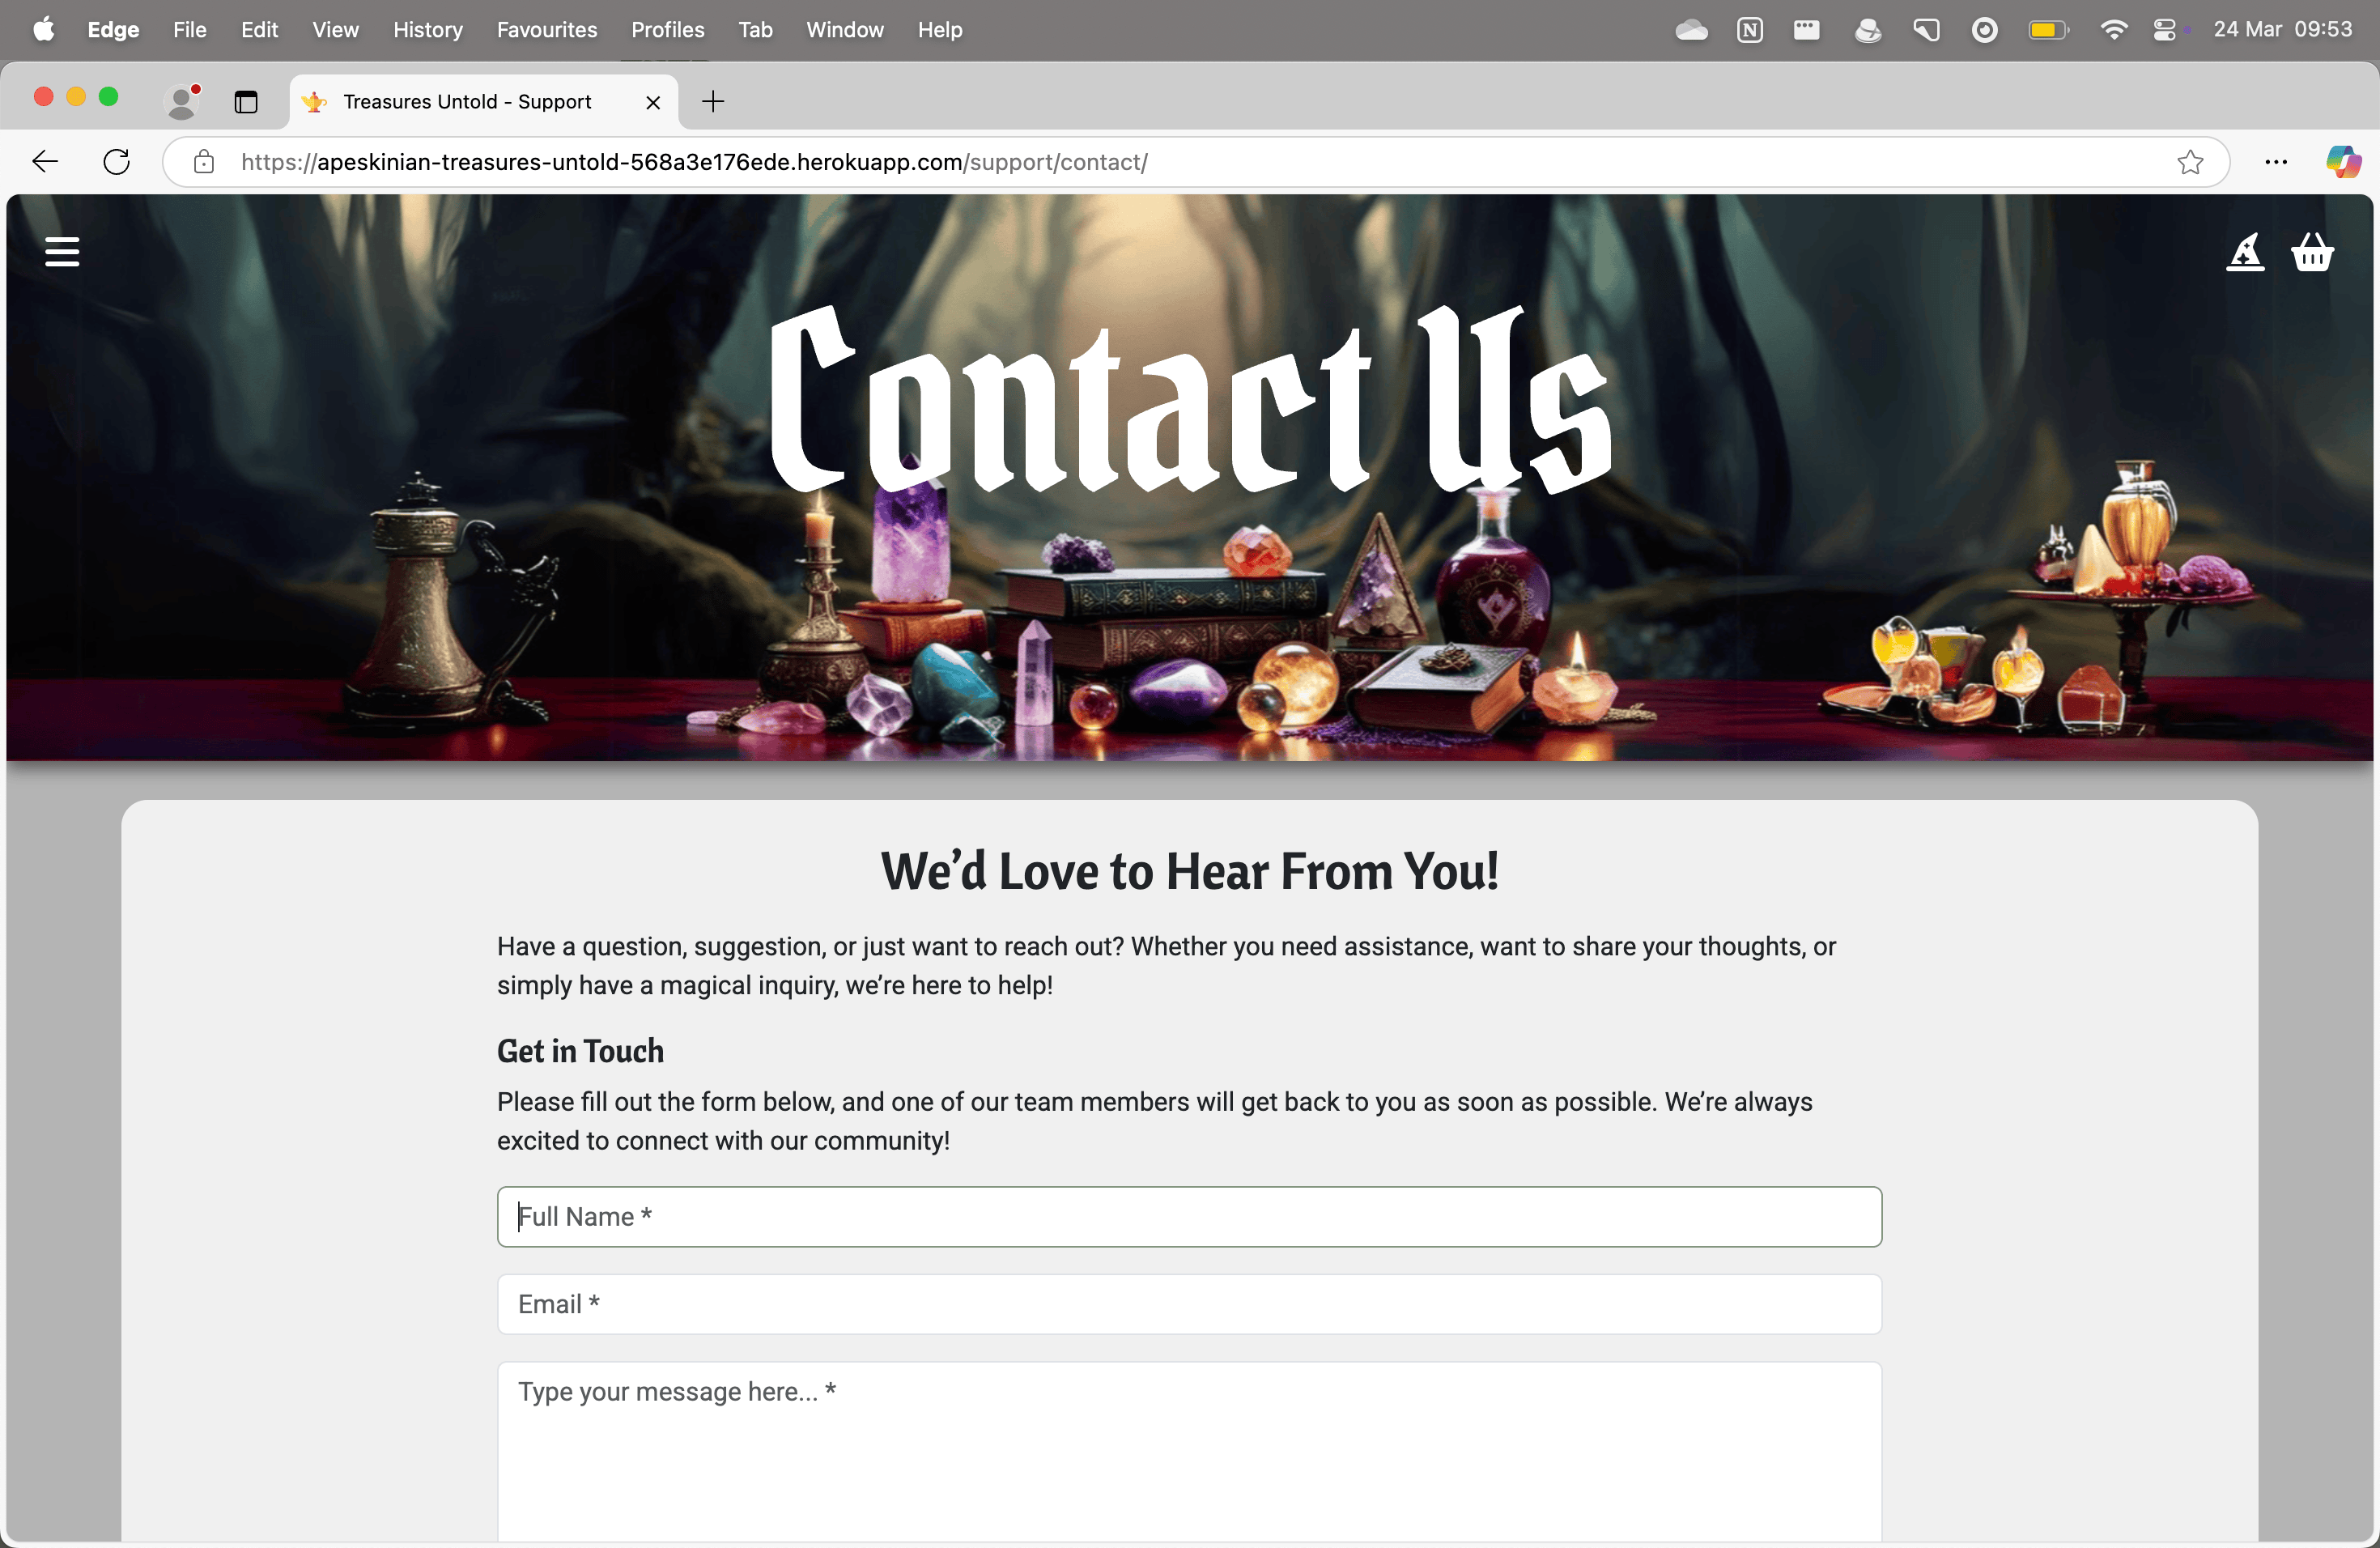 Edge File Edit View History Favourites Profiles Tab Window Help 24 Mar 09:53
Treasures Untold - Support
https://apeskinian-treasures-untold-568a3e176ede.herokuapp.com/support/contact/
Contact Us
We’d Love to Hear From You!
Have a question, suggestion, or just want to reach out? Whether you need assistance, want to share your thoughts, or
simply have a magical inquiry, we’re here to help!
Get in Touch
Please fill out the form below, and one of our team members will get back to you as soon as possible. We’re always
excited to connect with our community!
Full Name *
Email *
Type your message here... *